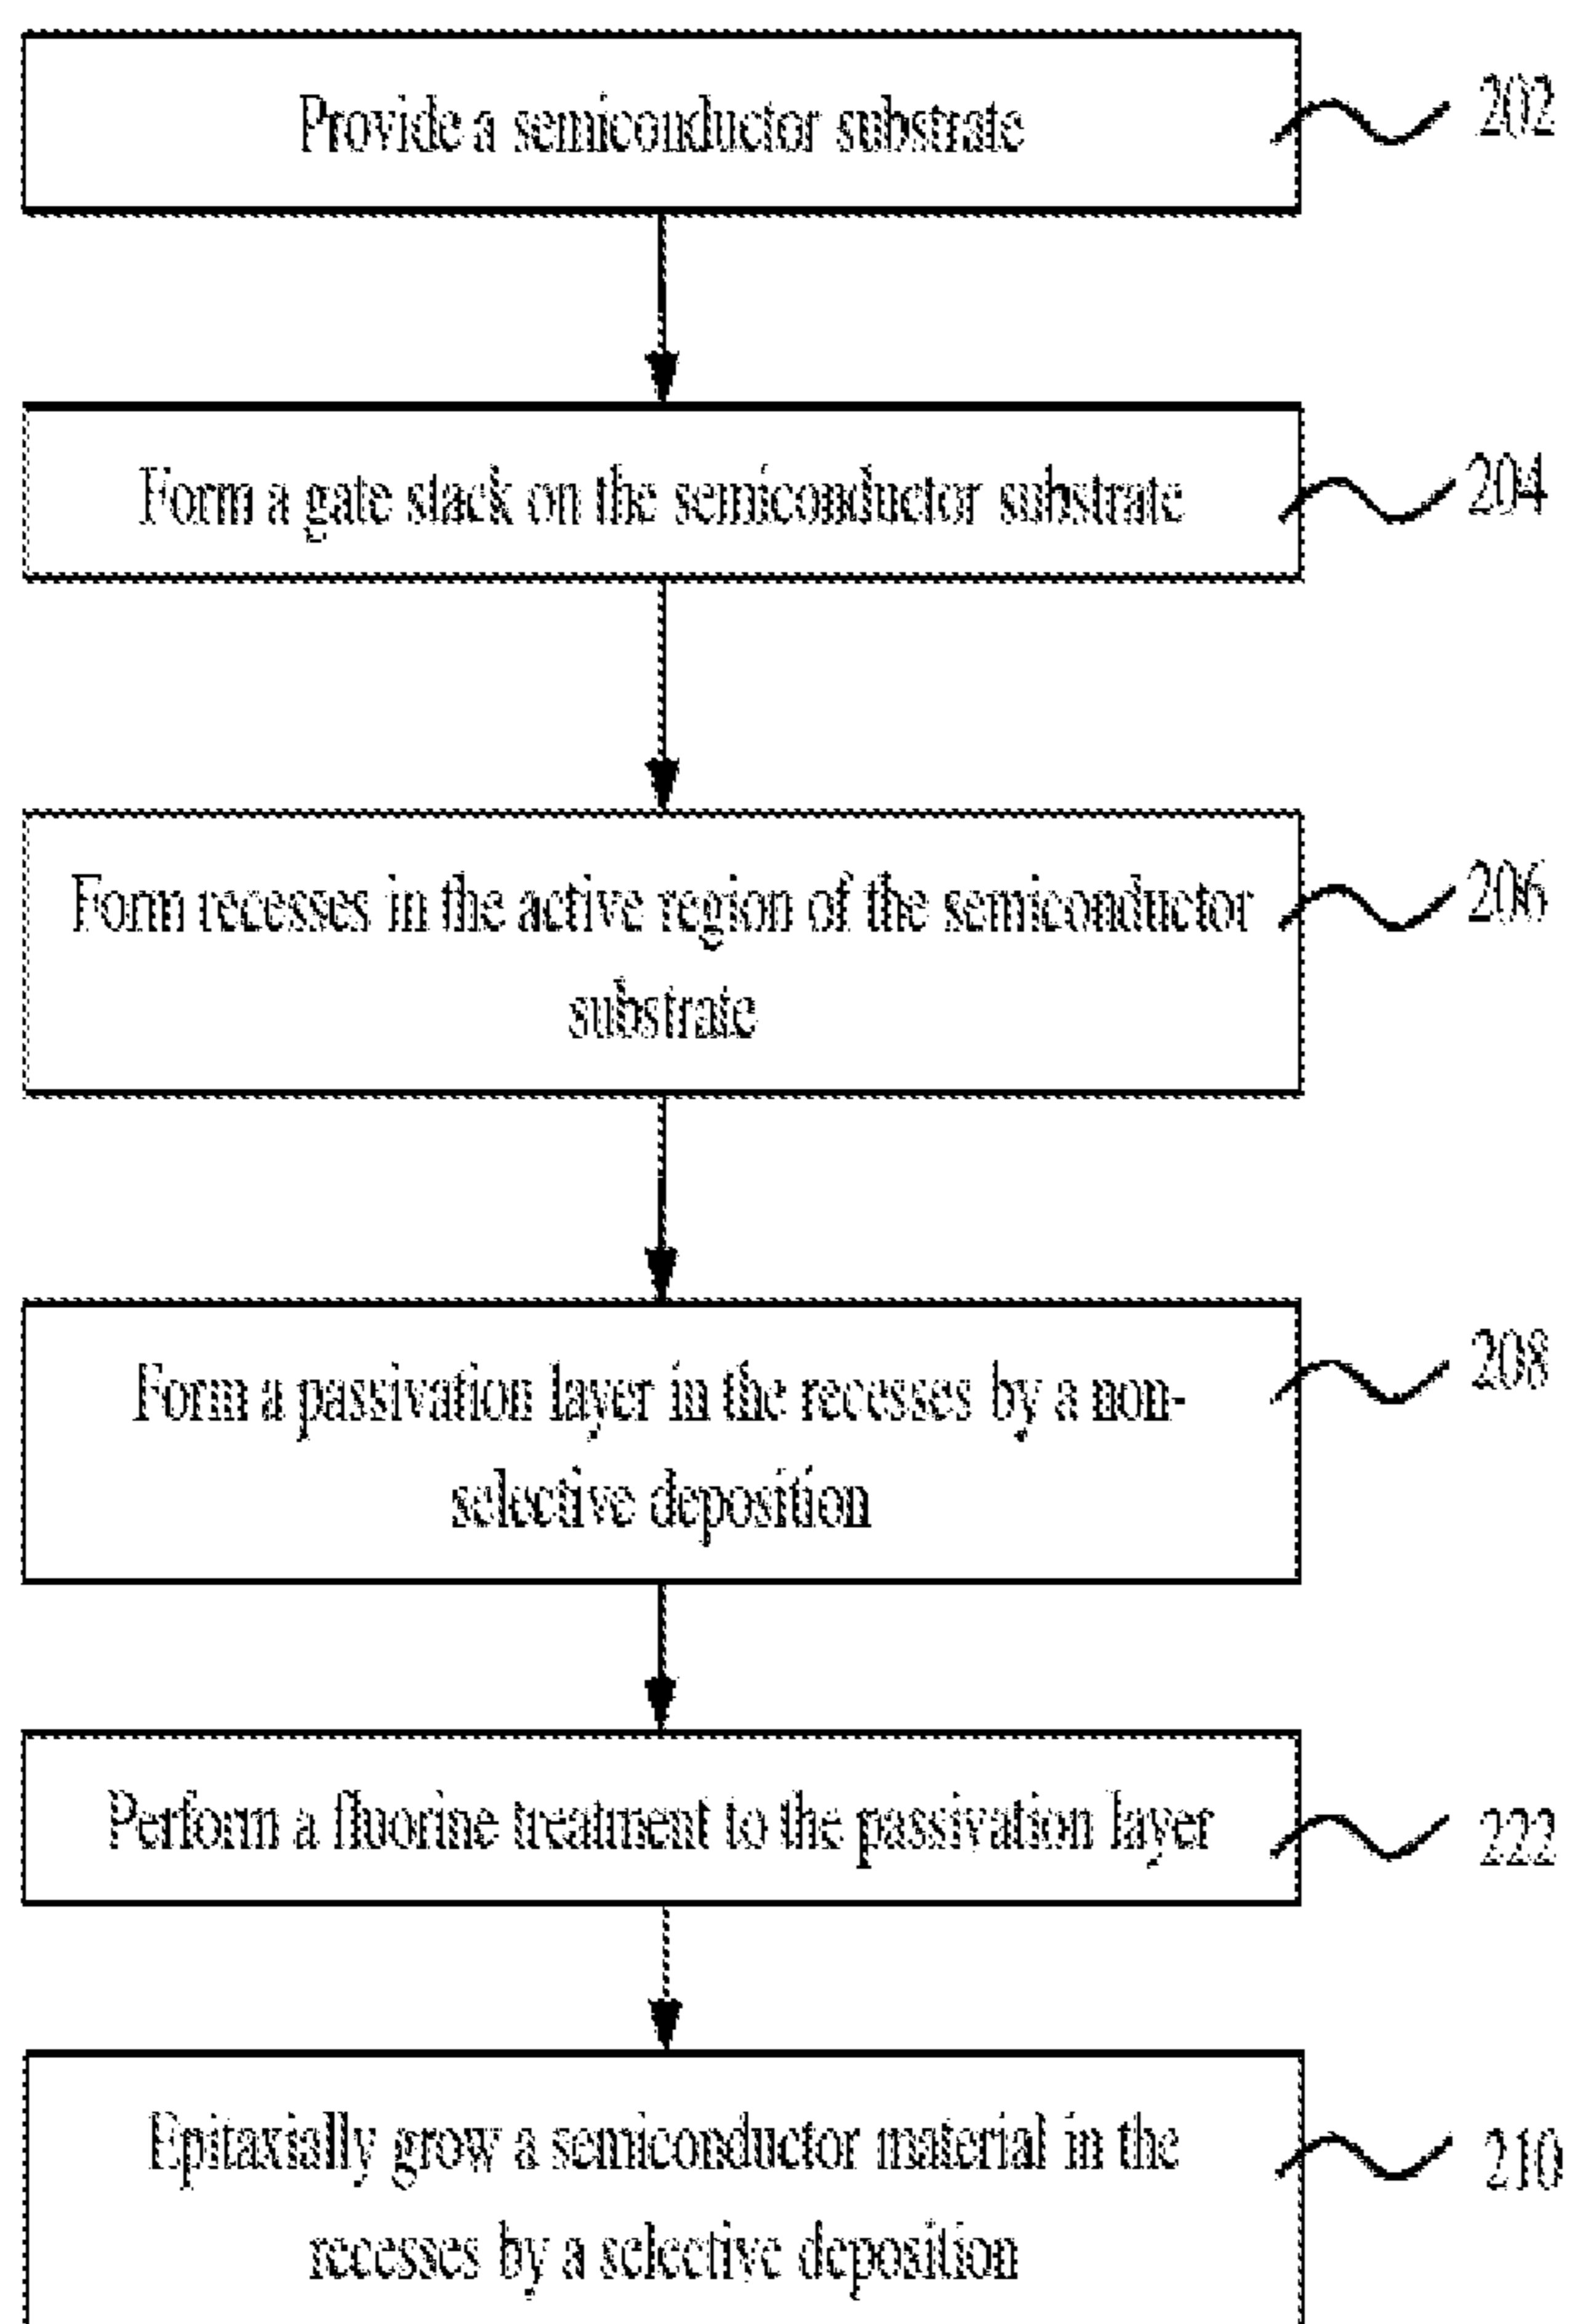 Provide a semiconductor substrate
202
Form a gate stack on the semiconductor substrate
204
Form recesses in the active region of the semiconductor
substrate
206
Form a passivation layer in the recesses by a non-
selective deposition
208
Perform a fluorine treatment to the passivation layer
222
Epitaxially grow a semiconductor material in the
recesses by a selective deposition
210